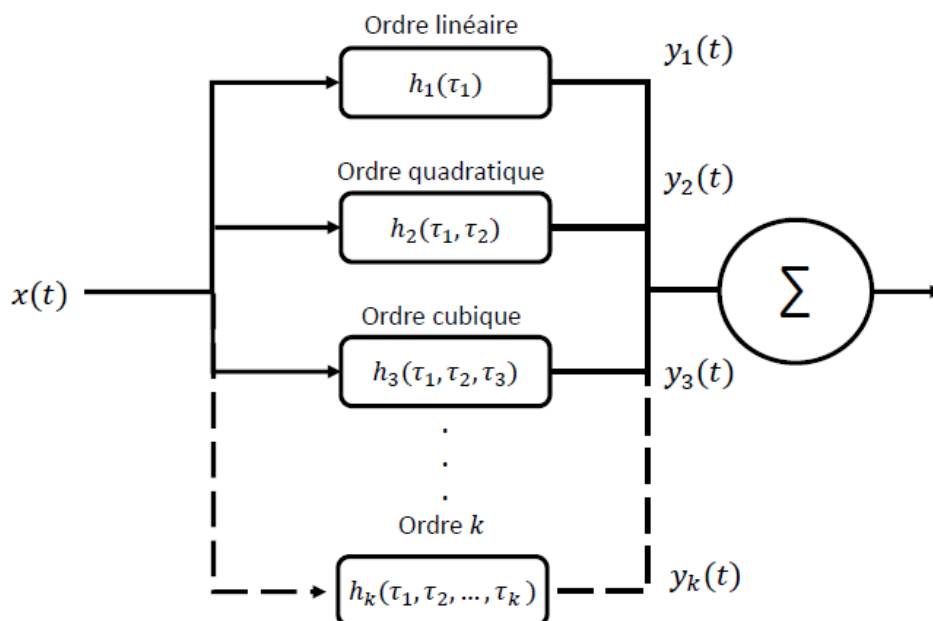 Ordre linéaire
h₁(τ₁)
y₁(t)
Ordre quadratique
h₂(τ₁, τ₂)
y₂(t)
x(t)
Σ
Ordre cubique
h₃(τ₁, τ₂, τ₃)
y₃(t)
.
.
.
Ordre k
hₖ(τ₁, τ₂, ..., τₖ)
yₖ(t)